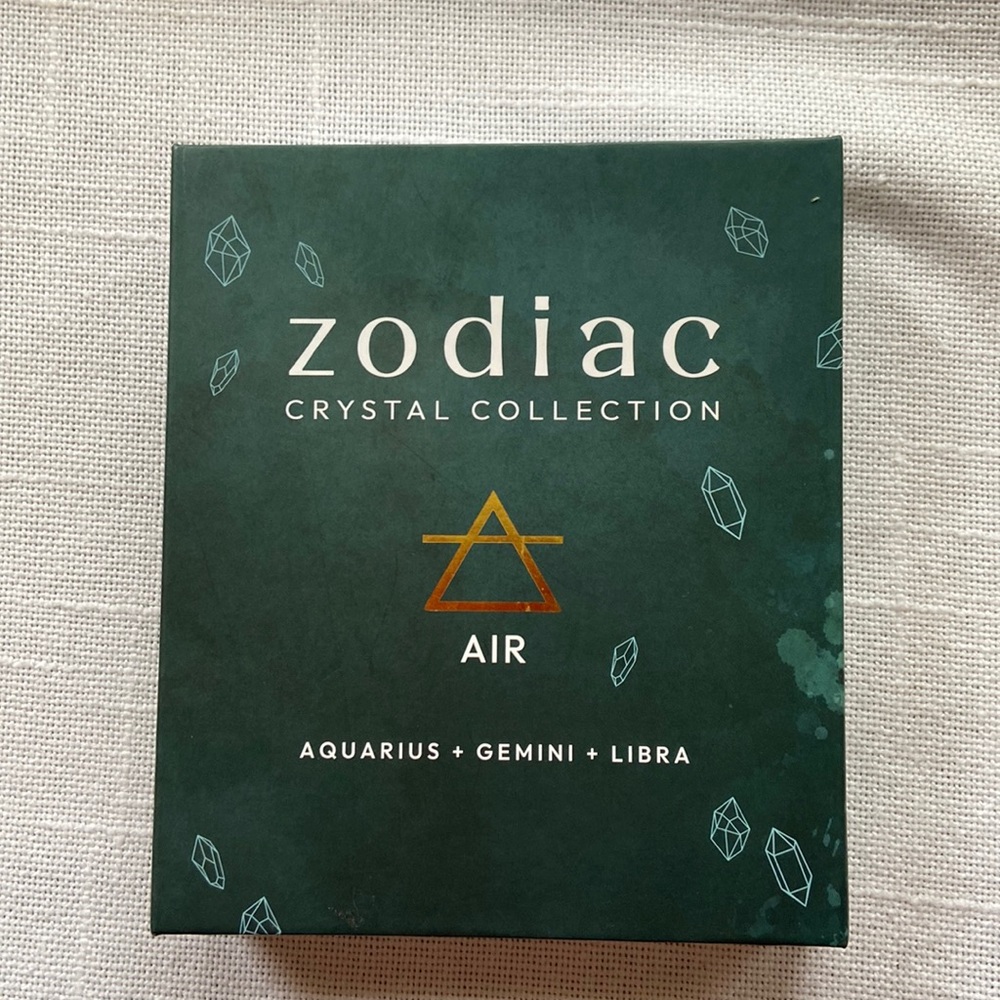 zodiac
CRYSTAL COLLECTION
AIR
AQUARIUS + GEMINI + LIBRA